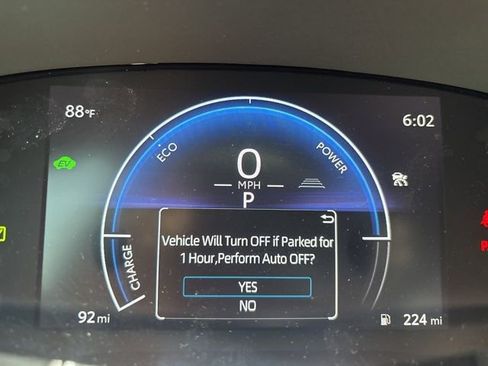 88°F
6:02
ECO
POWER
0
MPH
EV
P
Vehicle Will Turn OFF if Parked for
1 Hour,Perform Auto OFF?
YES
NO
CHARGE
92 mi
224 mi